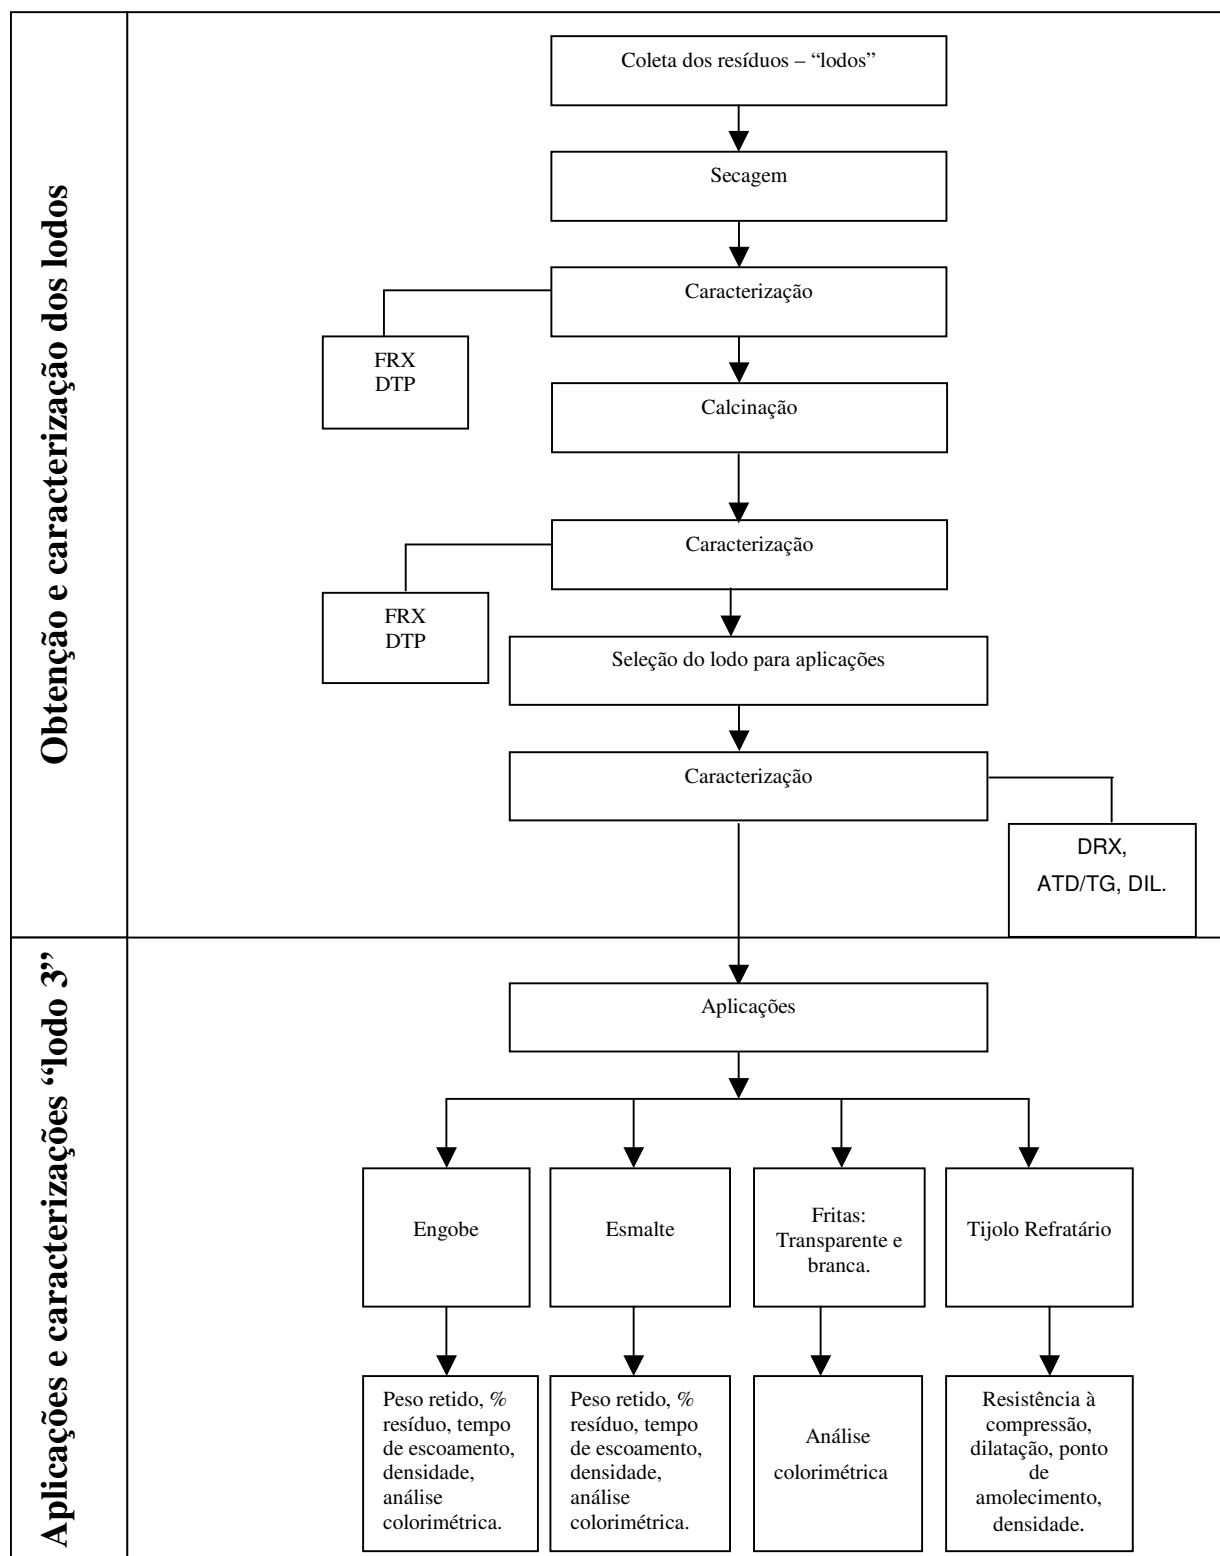 Obtenção e caracterização dos lodos
Coleta dos resíduos – “lodos”
Secagem
Caracterização
FRX
DTP
Calcinação
Caracterização
FRX
DTP
Seleção do lodo para aplicações
Caracterização
DRX,
ATD/TG, DIL.
Aplicações e caracterizações “lodo 3”
Aplicações
Engobe
Esmalte
Fritas:
Transparente e
branca.
Tijolo Refratário
Peso retido, %
resíduo, tempo
de escoamento,
densidade,
análise
colorimétrica.
Peso retido, %
resíduo, tempo
de escoamento,
densidade,
análise
colorimétrica.
Análise
colorimétrica
Resistência à
compressão,
dilatação, ponto
de
amolecimento,
densidade.